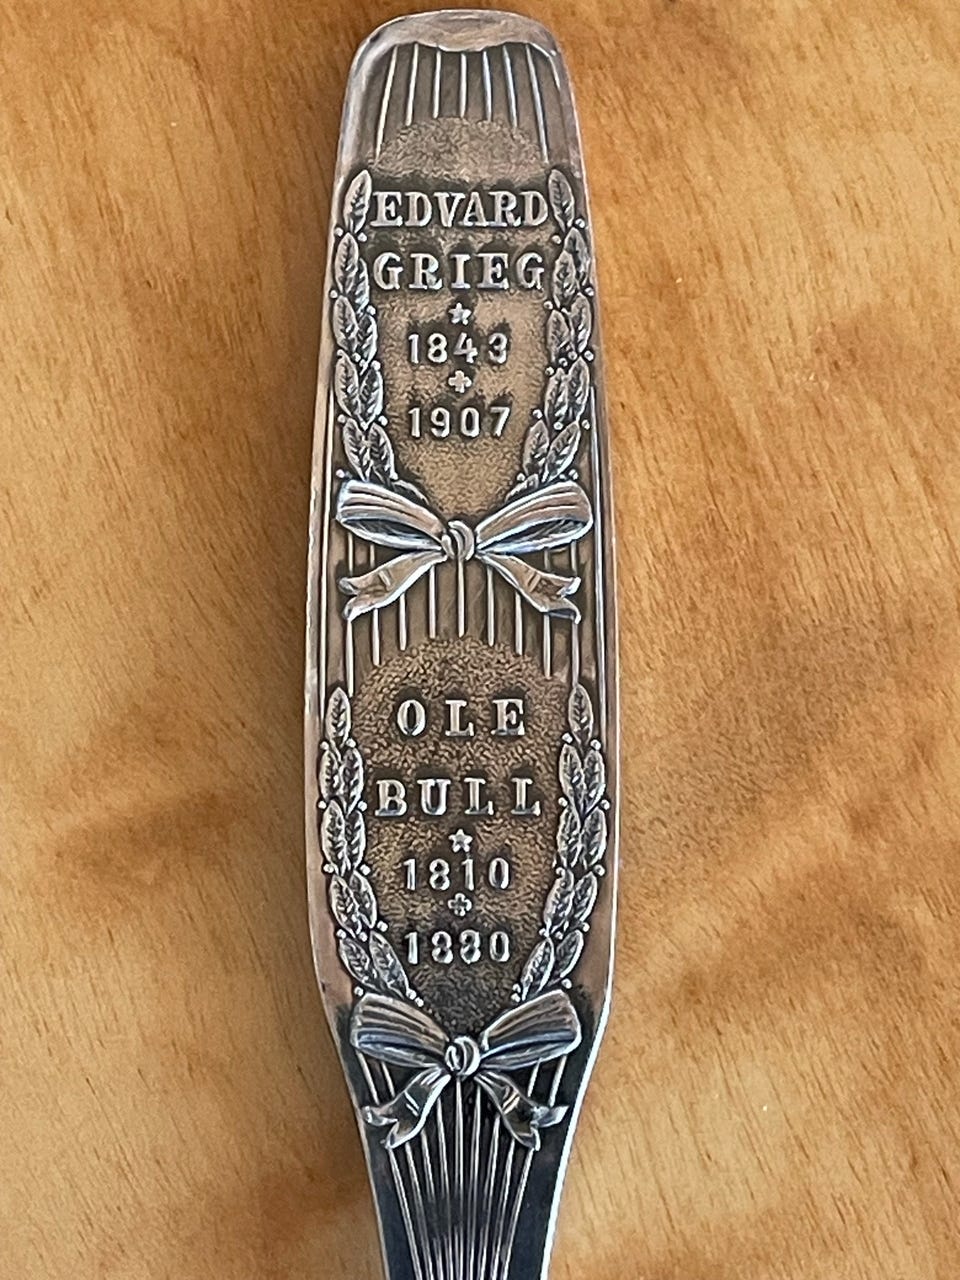 EDVARD
GRIEG
1843
1907
OLE
BULL
1810
1880